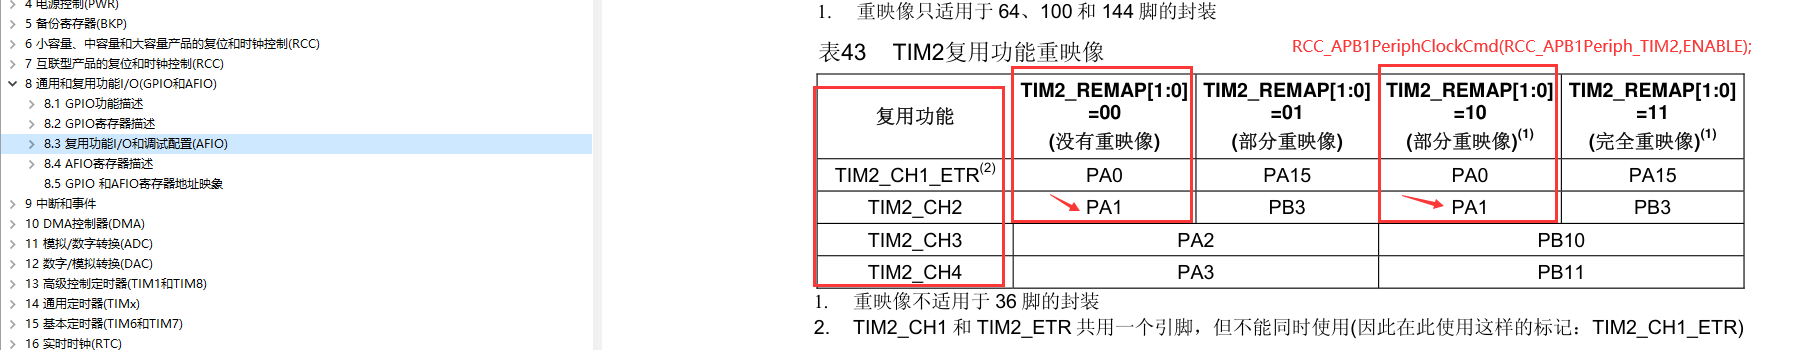 4 电源控制(PWR)
5 备份寄存器(BKP)
6 小容量、中容量和大容量产品的复位和时钟控制(RCC)
7 互联型产品的复位和时钟控制(RCC)
8 通用和复用功能I/O(GPIO和AFIO)
8.1 GPIO功能描述
8.2 GPIO寄存器描述
8.3 复用功能I/O和调试配置(AFIO)
8.4 AFIO寄存器描述
8.5 GPIO 和AFIO寄存器地址映象
9 中断和事件
10 DMA控制器(DMA)
11 模拟/数字转换(ADC)
12 数字/模拟转换(DAC)
13 高级控制定时器(TIM1和TIM8)
14 通用定时器(TIMx)
15 基本定时器(TIM6和TIM7)
16 实时时钟(RTC)
1. 重映像只适用于 64、100 和 144 脚的封装
表43 TIM2复用功能重映像
RCC_APB1PeriphClockCmd(RCC_APB1Periph_TIM2,ENABLE);
复用功能 TIM2_REMAP[1:0] TIM2_REMAP[1:0] TIM2_REMAP[1:0] TIM2_REMAP[1:0]
=00 =01 =10 =11
(没有重映像) (部分重映像) (部分重映像)(1) (完全重映像)(1)
TIM2_CH1_ETR(2) PA0 PA15 PA0 PA15
TIM2_CH2 PA1 PB3 PA1 PB3
TIM2_CH3 PA2 PB10
TIM2_CH4 PA3 PB11
1. 重映像不适用于 36 脚的封装
2. TIM2_CH1 和 TIM2_ETR 共用一个引脚，但不能同时使用(因此在此使用这样的标记：TIM2_CH1_ETR)